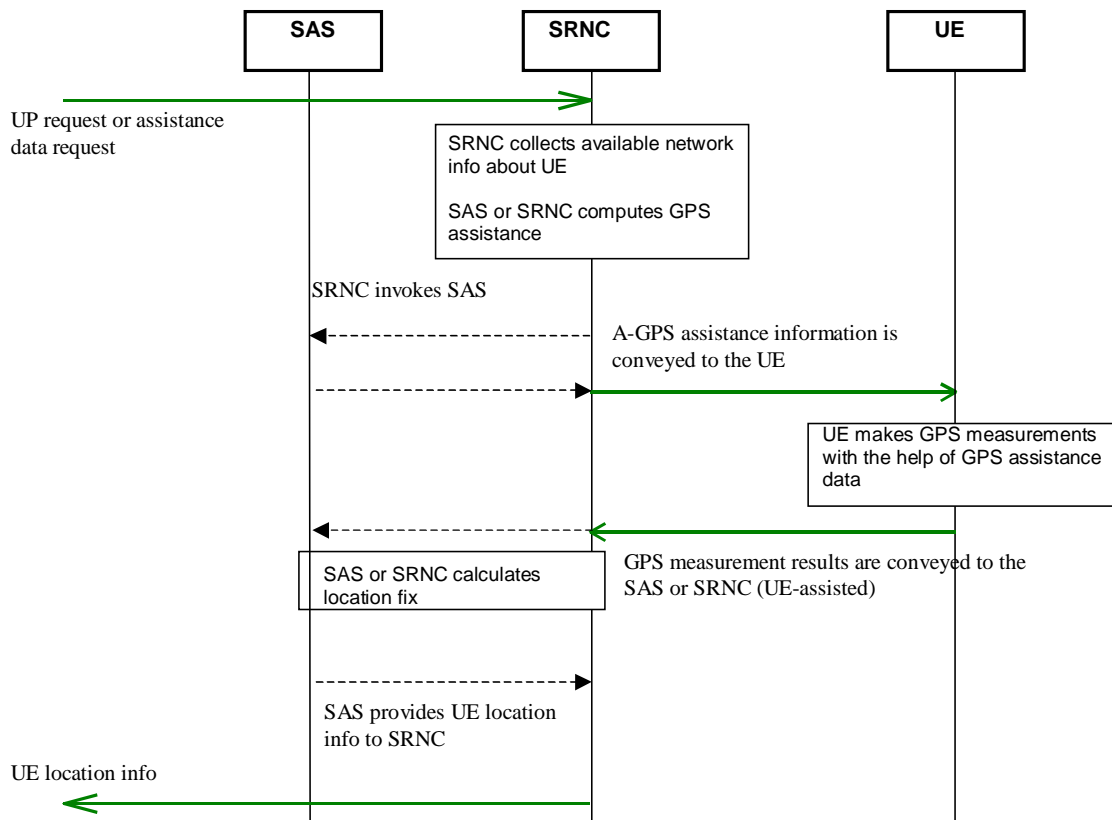 SAS
SRNC
UE
UP request or assistance
data request
SRNC collects available network
info about UE
SAS or SRNC computes GPS
assistance
SRNC invokes SAS
A-GPS assistance information is
conveyed to the UE
UE makes GPS measurements
with the help of GPS assistance
data
GPS measurement results are conveyed to the
SAS or SRNC (UE-assisted)
SAS or SRNC calculates
location fix
SAS provides UE location
info to SRNC
UE location info